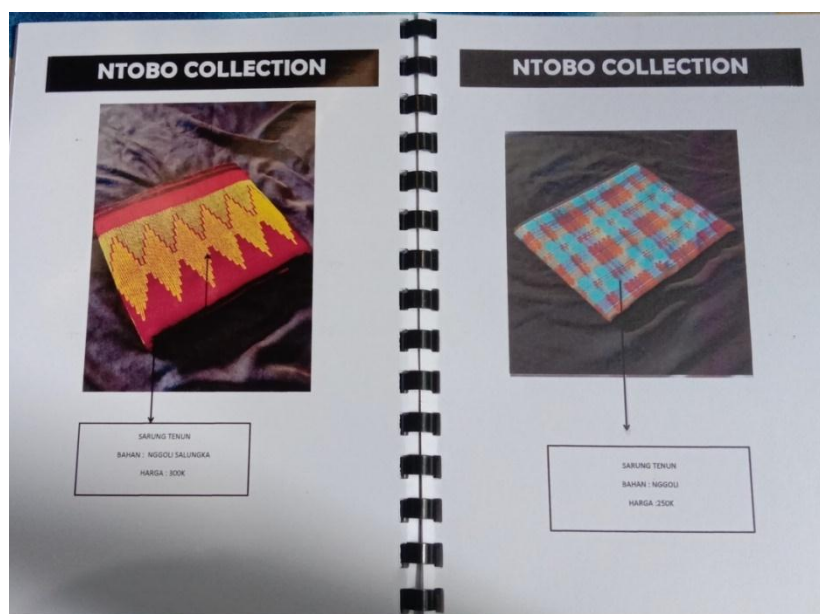 NTOBO COLLECTION
SARUNG TENUN
BAHAN : NGGOLI SALUNGKA
HARGA : 300K
NTOBO COLLECTION
SARUNG TENUN
BAHAN : NGGOLI
HARGA :250K